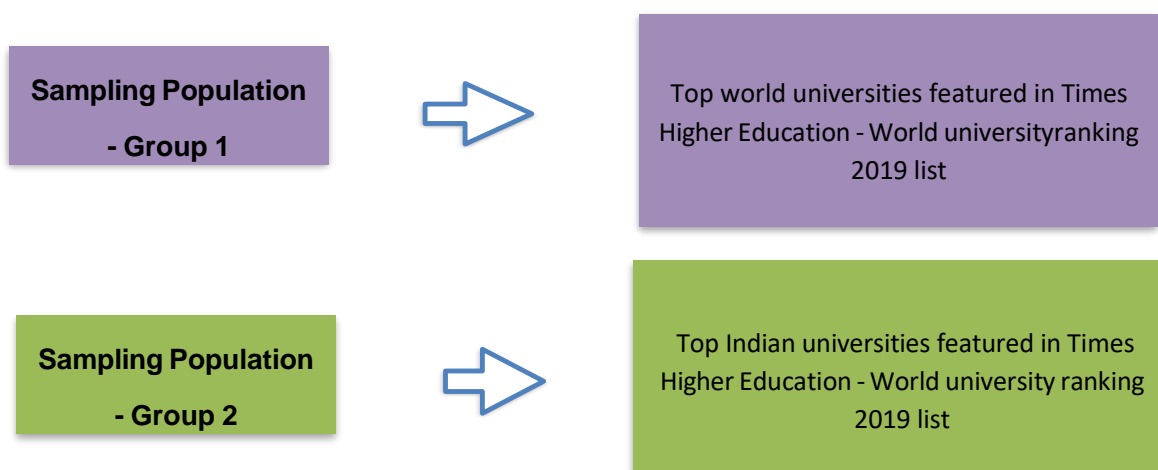 Sampling Population
- Group 1
Top world universities featured in Times
Higher Education - World universityranking
2019 list
Sampling Population
- Group 2
Top Indian universities featured in Times
Higher Education - World university ranking
2019 list